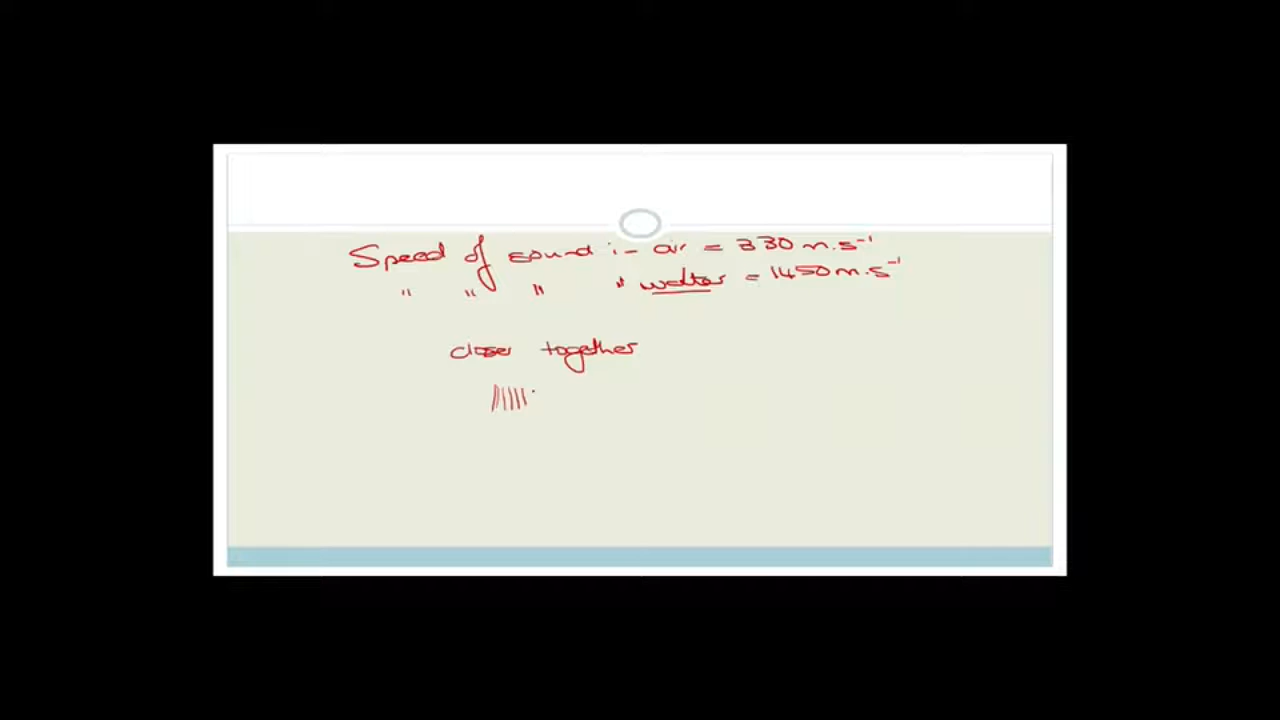 Speed of sound in air = 330 m.s⁻¹
" " " " water = 1450 m.s⁻¹
closer together